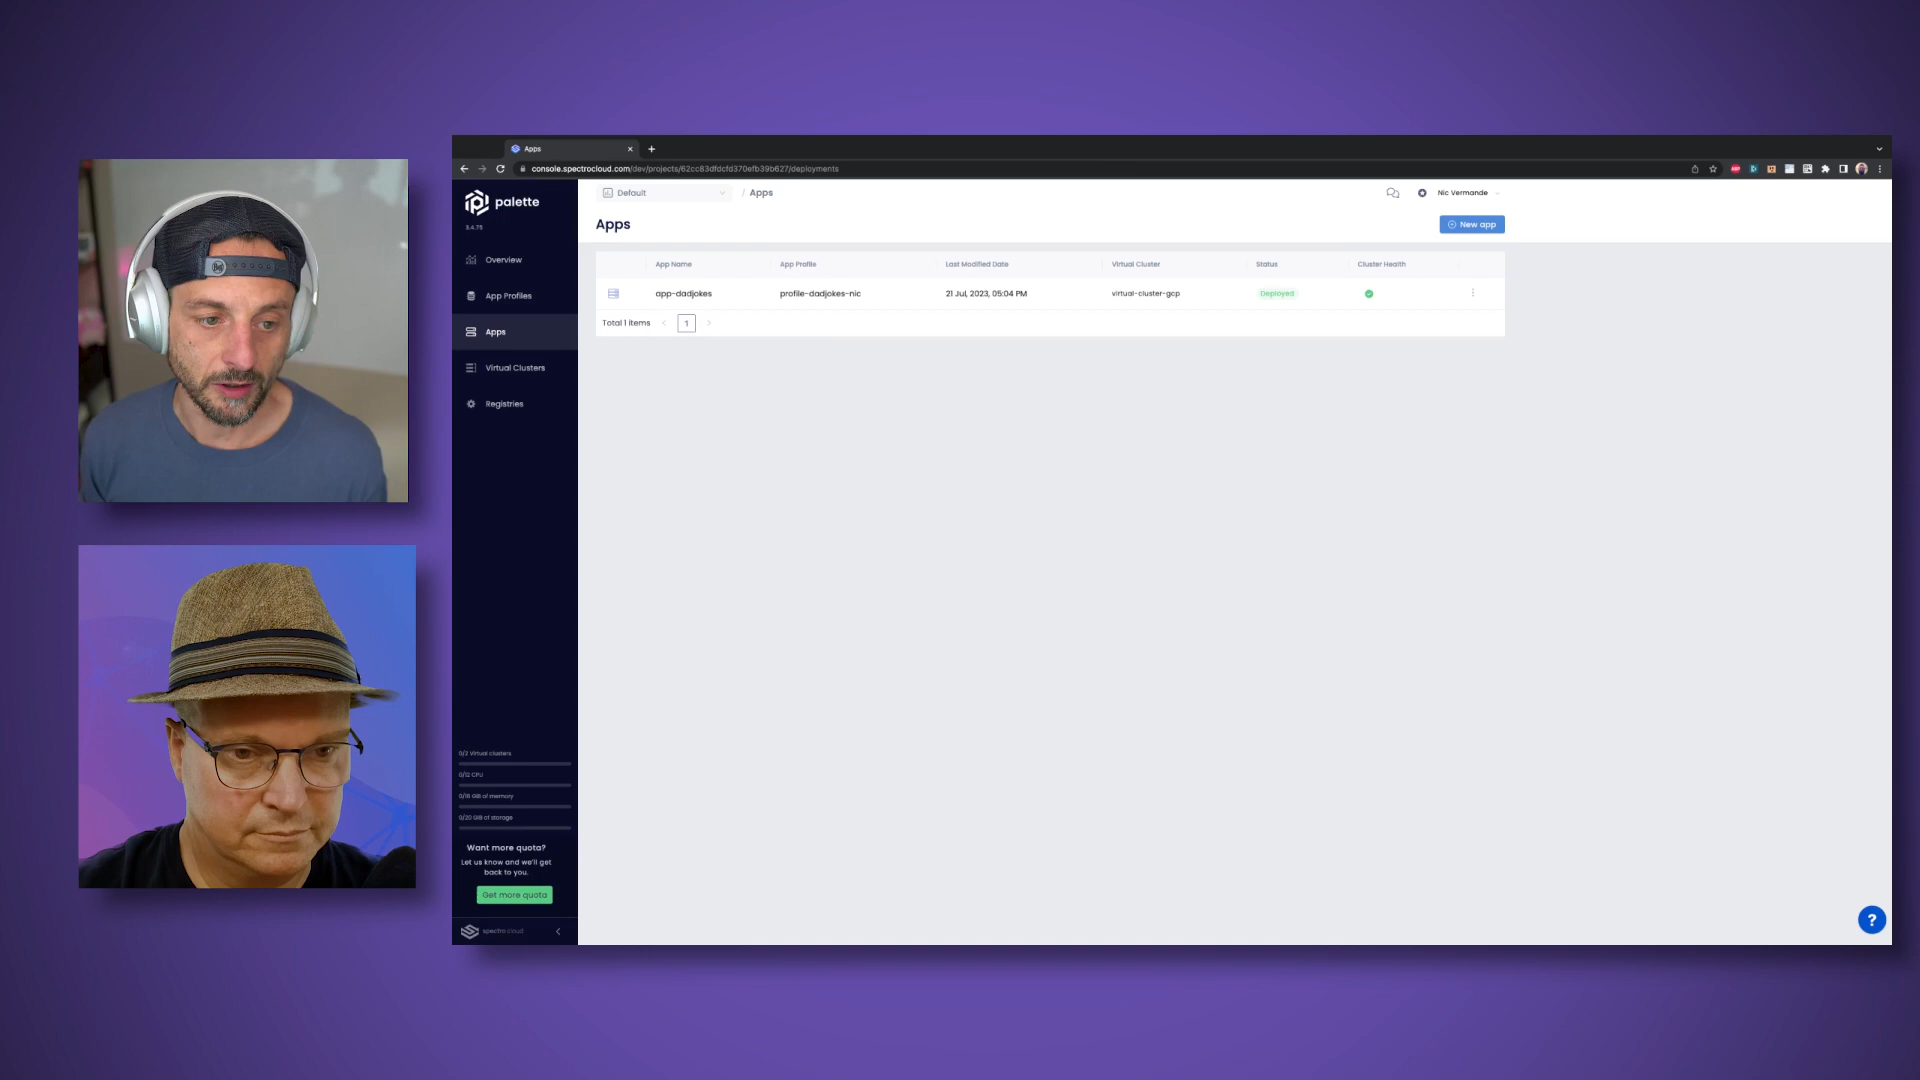 Apps
console.spectrocloud.com/dev/projects/62cc83dfdcfd370efb39b627/deployments
palette
3.4.75
Overview
App Profiles
Apps
Virtual Clusters
Registries
0/2 Virtual clusters
0/12 CPU
0/16 GiB of memory
0/20 GiB of storage
Want more quota?
Let us know and we'll get
back to you.
Get more quota
spectro cloud
Default / Apps
Nic Vermande
Apps
New app
App Name App Profile Last Modified Date Virtual Cluster Status Cluster Health
app-dadjokes profile-dadjokes-nic 21 Jul, 2023, 05:04 PM virtual-cluster-gcp Deployed
Total 1 items 1
?